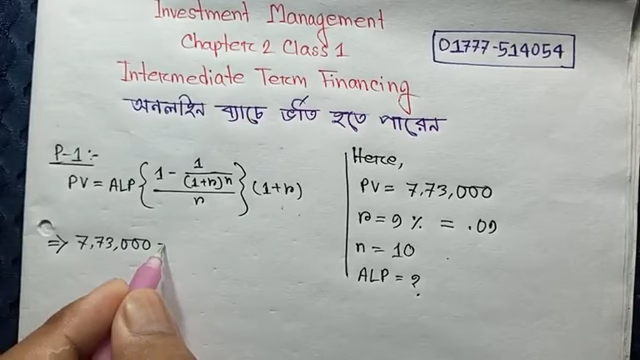 Investment Management
Chapter 2 Class 1
01777-514054
Intermediate Term Financing
অনলাইন ব্যাচে ভর্তি হতে পারেন
P-1:-
PV = ALP { (1 - 1/(1+r)^n) / r } (1+r)
⇒ 7,73,000 =
Here,
PV = 7,73,000
r = 9% = .09
n = 10
ALP = ?